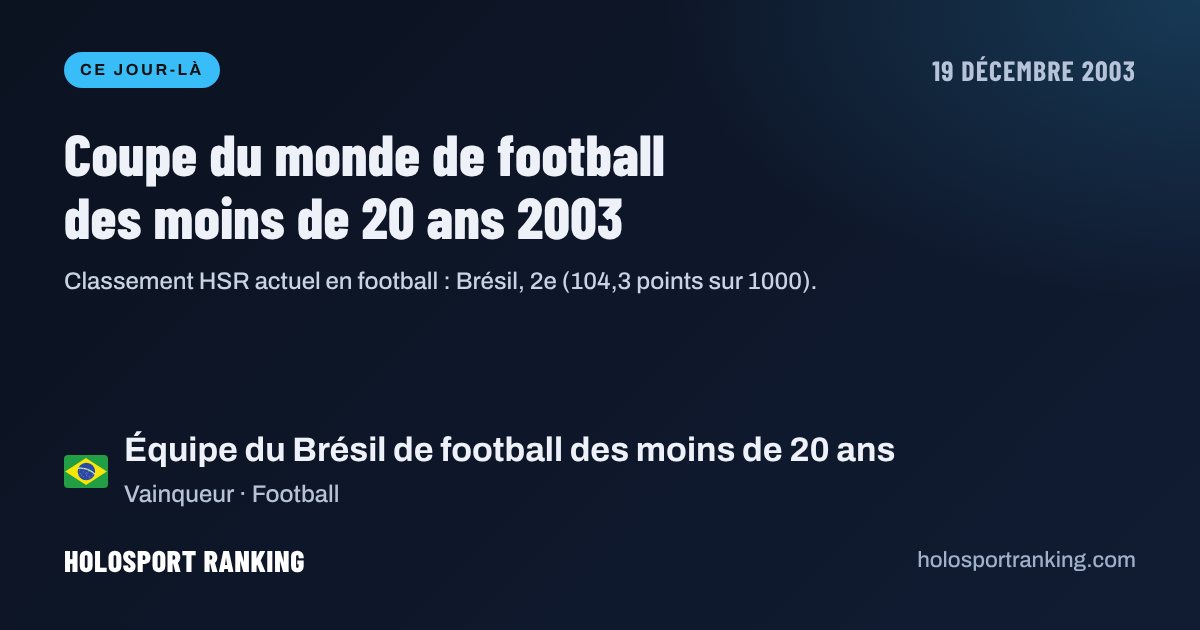 CE JOUR-LÀ
19 DÉCEMBRE 2003
Coupe du monde de football
des moins de 20 ans 2003
Classement HSR actuel en football : Brésil, 2e (104,3 points sur 1000).
Équipe du Brésil de football des moins de 20 ans
Vainqueur · Football
HOLOSPORT RANKING
holosportranking.com